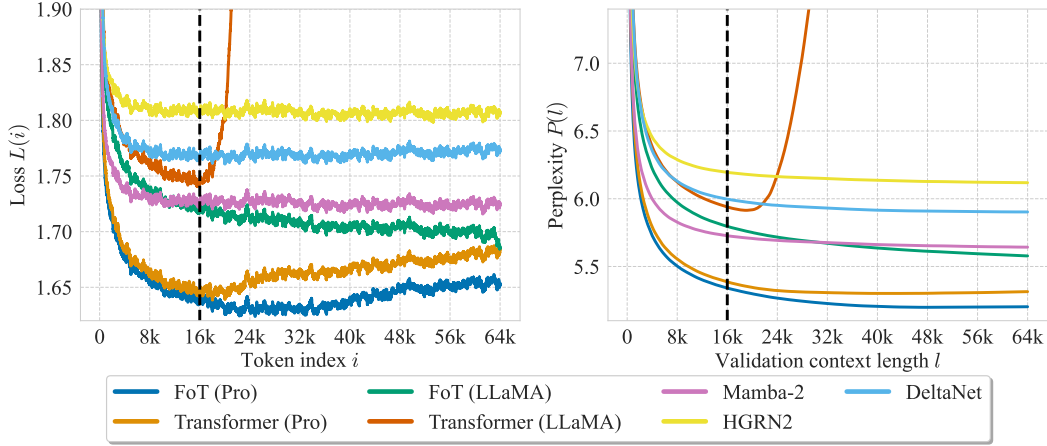 1.90
1.85
1.80
1.75
1.70
1.65
Loss L(i)
0 8k 16k 24k 32k 40k 48k 56k 64k
Token index i
7.0
6.5
6.0
5.5
Perplexity P(l)
0 8k 16k 24k 32k 40k 48k 56k 64k
Validation context length l
FoT (Pro) FoT (LLaMA) Mamba-2 DeltaNet
Transformer (Pro) Transformer (LLaMA) HGRN2